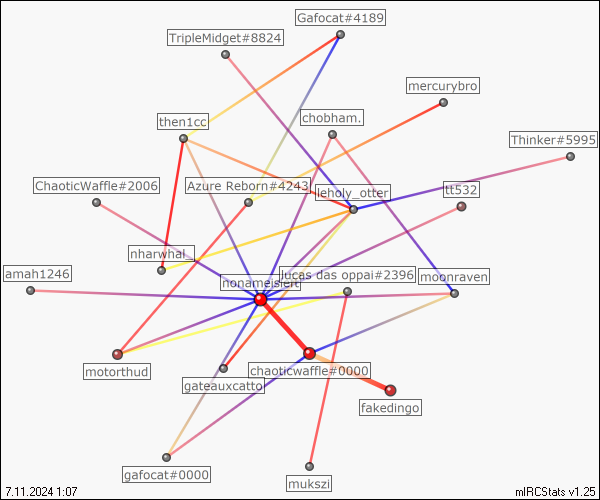 Gafocat#4189
TripleMidget#8824
mercurybro
then1cc
chobham.
Thinker#5995
ChaoticWaffle#2006
Azure Reborn#4243
leholy_otter
tt532
nharwhal_
amah1246
lucas das oppai#2396
moonraven
motorthud
gateauxcatto
chaoticwaffle#0000
fakedingo
gafocat#0000
mukszi
7.11.2024 1:07
mIRCStats v1.25